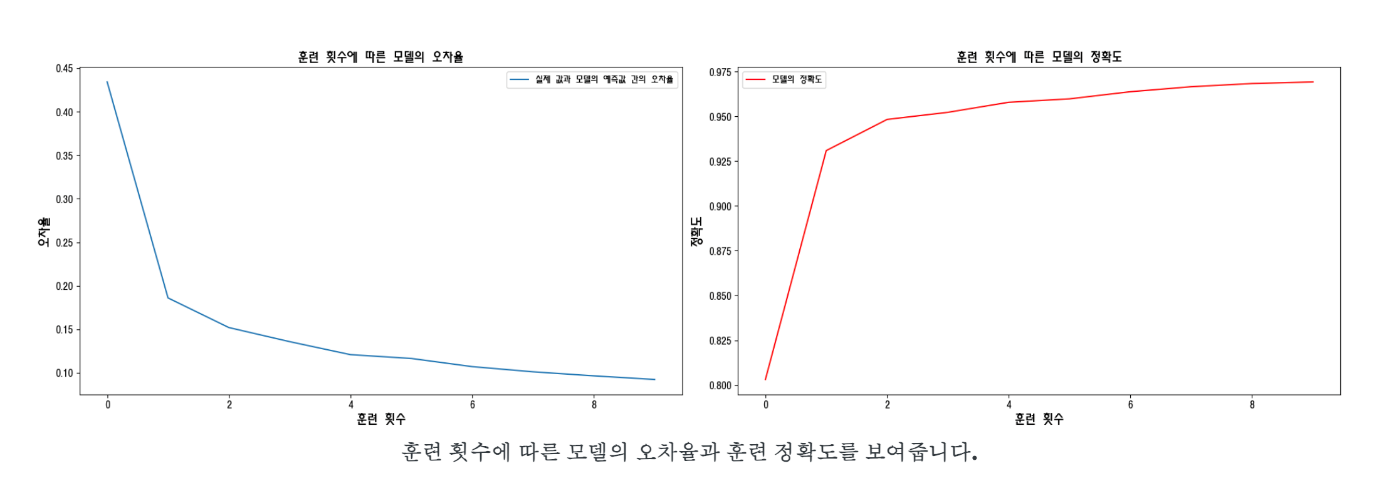 훈련 횟수에 따른 모델의 오차율
실제 값과 모델의 예측값 간의 오차율
0.45
0.40
0.35
0.30
0.25
0.20
0.15
0.10
오차율
0 2 4 6 8
훈련 횟수
훈련 횟수에 따른 모델의 정확도
모델의 정확도
0.975
0.950
0.925
0.900
0.875
0.850
0.825
0.800
정확도
0 2 4 6 8
훈련 횟수
훈련 횟수에 따른 모델의 오차율과 훈련 정확도를 보여줍니다.